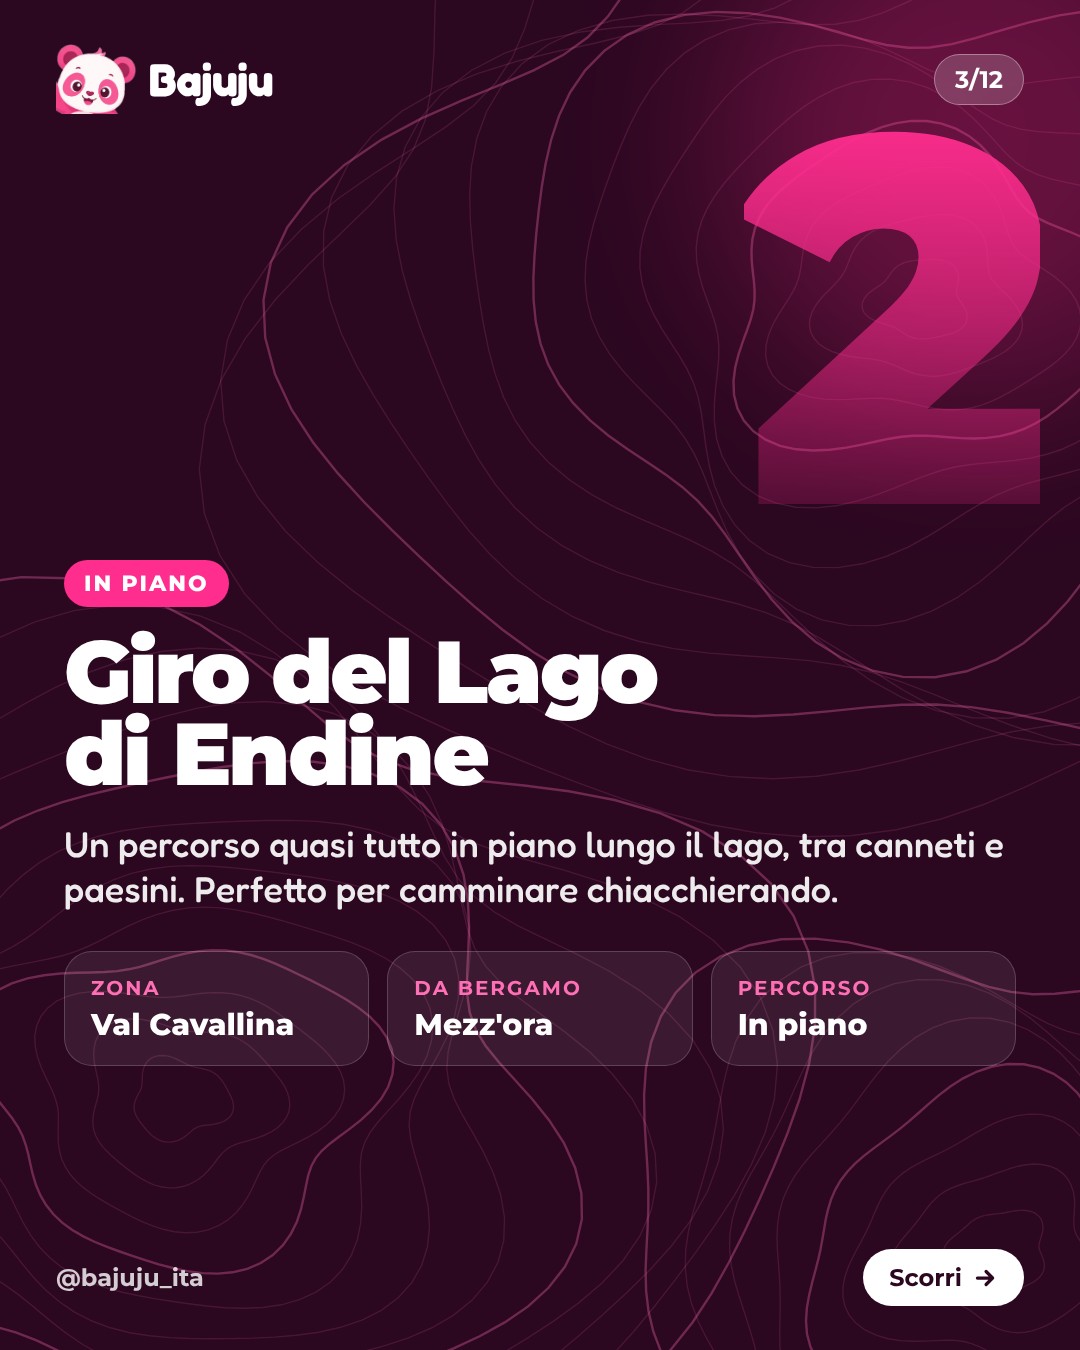 Bajuju
3/12
2
IN PIANO
Giro del Lago
di Endine
Un percorso quasi tutto in piano lungo il lago, tra canneti e
paesini. Perfetto per camminare chiacchierando.
ZONA
Val Cavallina
DA BERGAMO
Mezz'ora
PERCORSO
In piano
@bajuju_ita
Scorri →